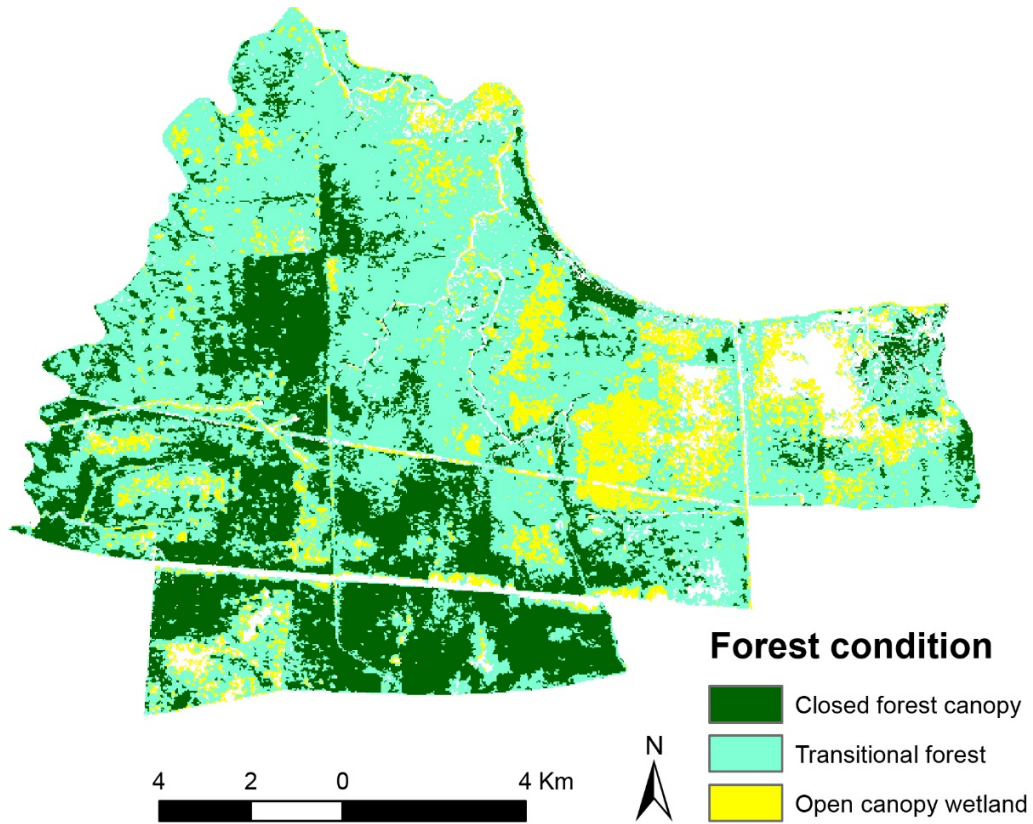 Forest condition
Closed forest canopy
Transitional forest
Open canopy wetland
4 2 0 4 Km
N